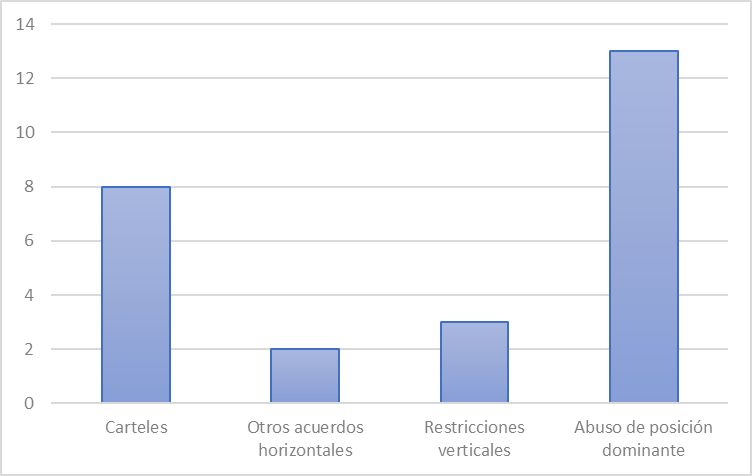 14
12
10
8
6
4
2
0
Carteles
Otros acuerdos
horizontales
Restricciones
verticales
Abuso de posición
dominante